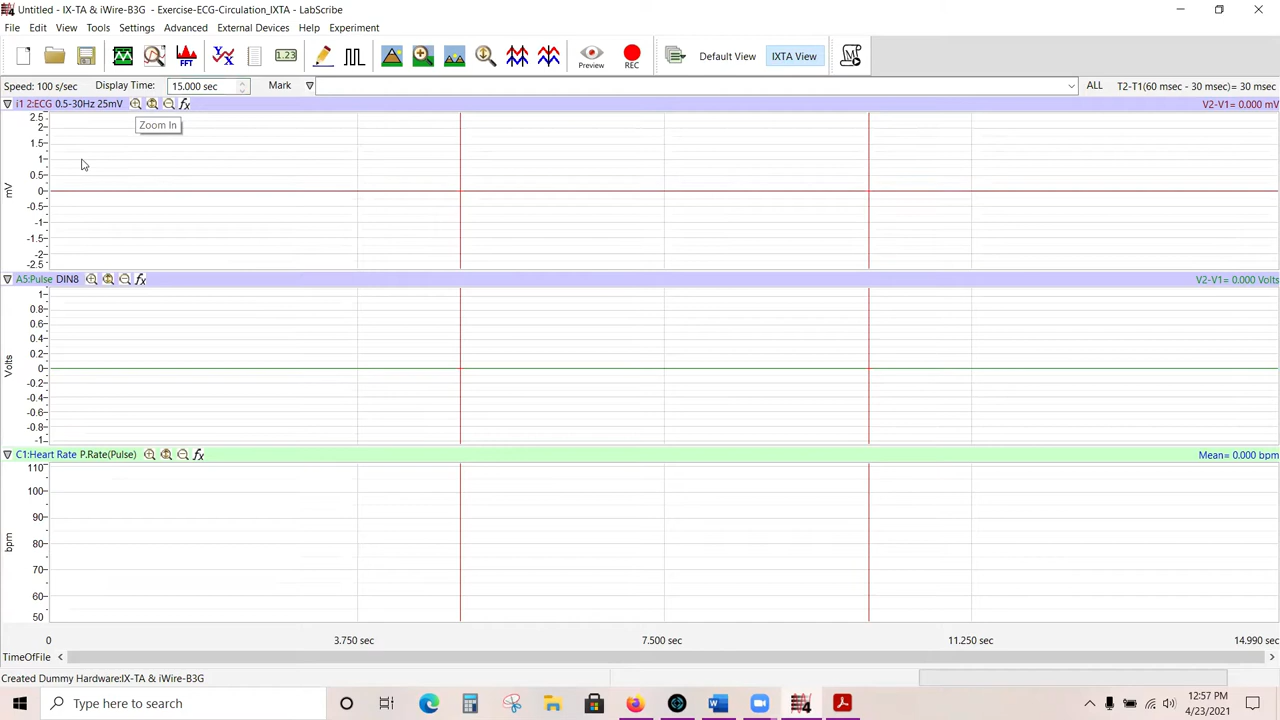 Untitled - IX-TA & iWire-B3G - Exercise-ECG-Circulation_IXTA - LabScribe
File Edit View Tools Settings Advanced External Devices Help Experiment
FFT Y/X 1.23 Preview REC Default View IXTA View
Speed: 100 s/sec Display Time: 15.000 sec Mark ALL T2-T1(60 msec - 30 msec)= 30 msec
i1 2:ECG 0.5-30Hz 25mV fx V2-V1= 0.000 mV
Zoom In
2.5
2
1.5
1
0.5
0
-0.5
-1
-1.5
-2
-2.5
mV
A5:Pulse DIN8 fx V2-V1= 0.000 Volts
1
0.8
0.6
0.4
0.2
0
-0.2
-0.4
-0.6
-0.8
-1
Volts
C1:Heart Rate P.Rate(Pulse) fx Mean= 0.000 bpm
110
100
90
80
70
60
50
bpm
0 3.750 sec 7.500 sec 11.250 sec 14.990 sec
TimeOfFile
Created Dummy Hardware:IX-TA & iWire-B3G
Type here to search
4
12:57 PM
4/23/2021